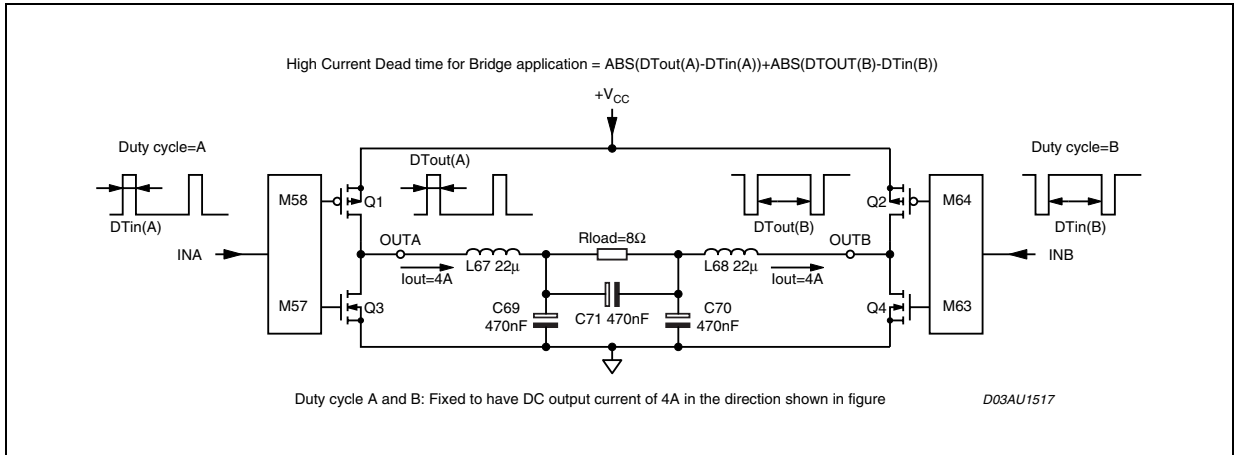 High Current Dead time for Bridge application = ABS(DTout(A)-DTin(A))+ABS(DTOUT(B)-DTin(B))
+VCC
Duty cycle=A
DTout(A)
Duty cycle=B
M58
Q1
Q2
M64
DTin(A)
DTout(B)
DTin(B)
INA
OUTA
Rload=8Ω
OUTB
INB
L67 22μ
L68 22μ
Iout=4A
Iout=4A
M57
Q3
C69
470nF
C71 470nF
C70
470nF
Q4
M63
Duty cycle A and B: Fixed to have DC output current of 4A in the direction shown in figure
D03AU1517